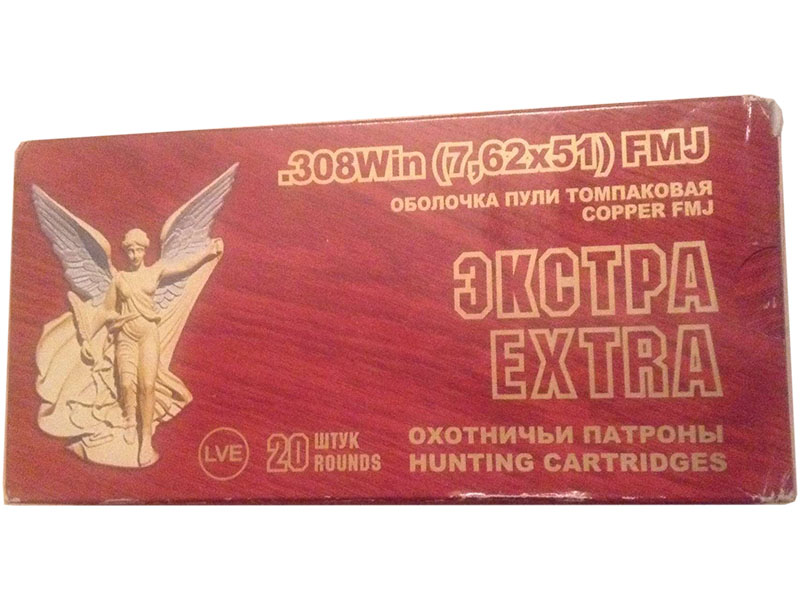 .308Win (7,62x51) FMJ
ОБОЛОЧКА ПУЛИ ТОМПАКОВАЯ
COPPER FMJ
ЭКСТРА
EXTRA
LVE
20 ШТУК
ROUNDS
ОХОТНИЧЬИ ПАТРОНЫ
HUNTING CARTRIDGES